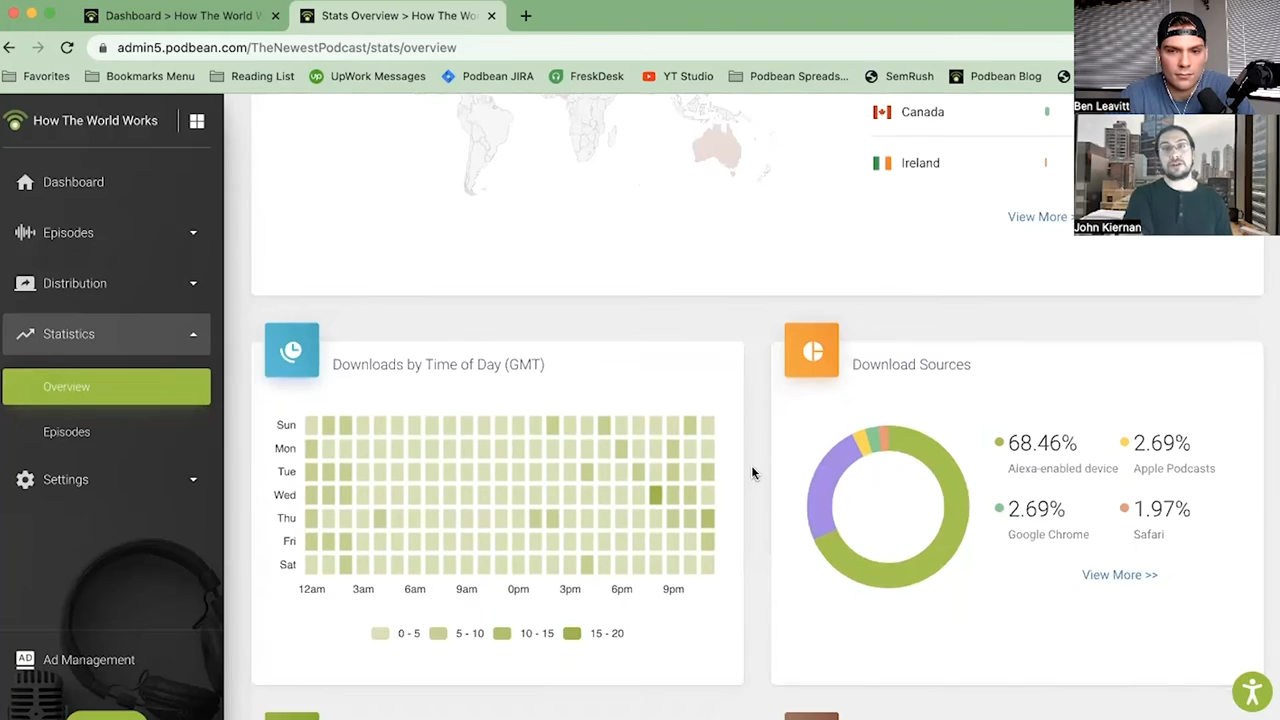 Dashboard > How The World W
Stats Overview > How The Wo
admin5.podbean.com/TheNewestPodcast/stats/overview
Favorites
Bookmarks Menu
Reading List
up
UpWork Messages
Podbean JIRA
FreskDesk
YT Studio
Podbean Spreads...
SemRush
Podbean Blog
Ben Leavitt
John Kiernan
How The World Works
Dashboard
Episodes
Distribution
Statistics
Overview
Episodes
Settings
AD
Ad Management
Canada
Ireland
View More >
Downloads by Time of Day (GMT)
Sun
Mon
Tue
Wed
Thu
Fri
Sat
12am 3am 6am 9am 0pm 3pm 6pm 9pm
0 - 5 5 - 10 10 - 15 15 - 20
Download Sources
68.46% 2.69%
Alexa-enabled device Apple Podcasts
2.69% 1.97%
Google Chrome Safari
View More >>